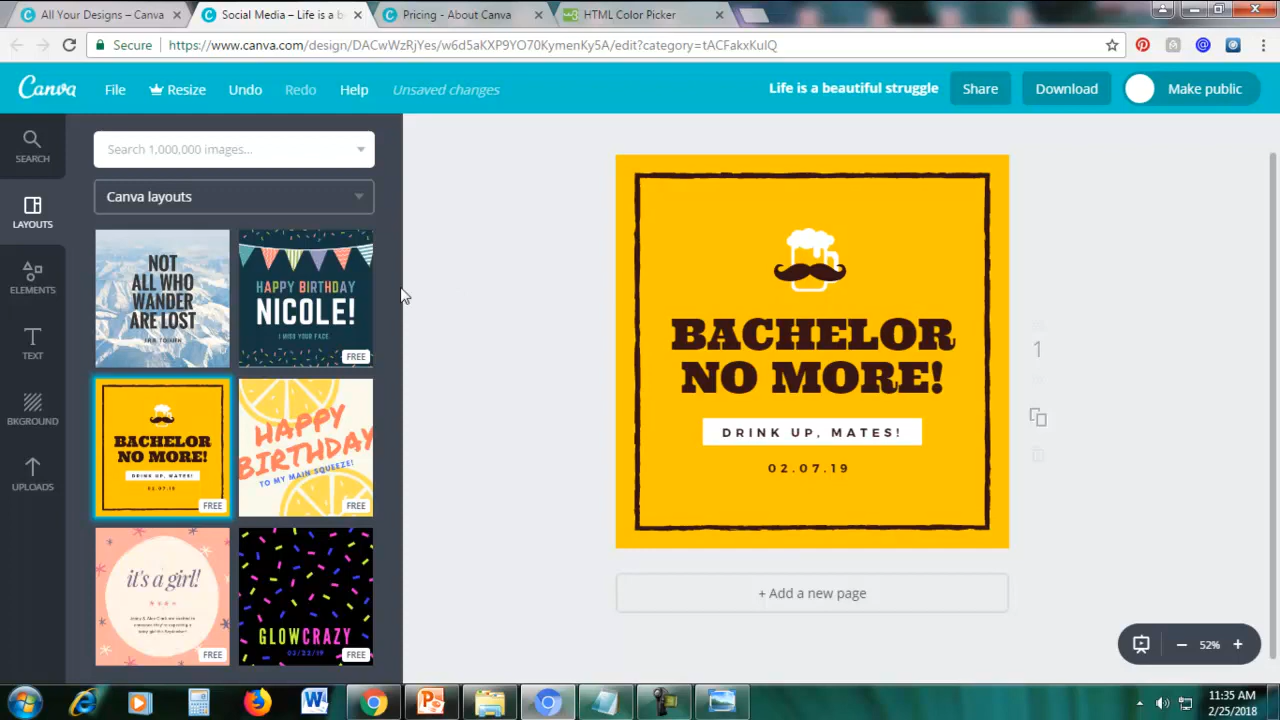 All Your Designs – Canva
Social Media – Life is a b
Pricing - About Canva
HTML Color Picker
Secure
https://www.canva.com/design/DACwWzRjYes/w6d5aKXP9YO70KymenKy5A/edit?category=tACFakxKuIQ
Canva
File
Resize
Undo
Redo
Help
Unsaved changes
Life is a beautiful struggle
Share
Download
Make public
SEARCH
LAYOUTS
ELEMENTS
TEXT
BKGROUND
UPLOADS
Search 1,000,000 images...
Canva layouts
NOT
ALL WHO
WANDER
ARE LOST
HAPPY BIRTHDAY
NICOLE!
I MISS YOUR FACE.
FREE
BACHELOR
NO MORE!
DRINK UP, MATES!
02.07.19
FREE
HAPPY
BIRTHDAY
TO MY MAIN SQUEEZE!
FREE
it's a girl!
FREE
GLOWCRAZY
FREE
BACHELOR
NO MORE!
DRINK UP, MATES!
02.07.19
1
+ Add a new page
52%
11:35 AM
2/25/2018